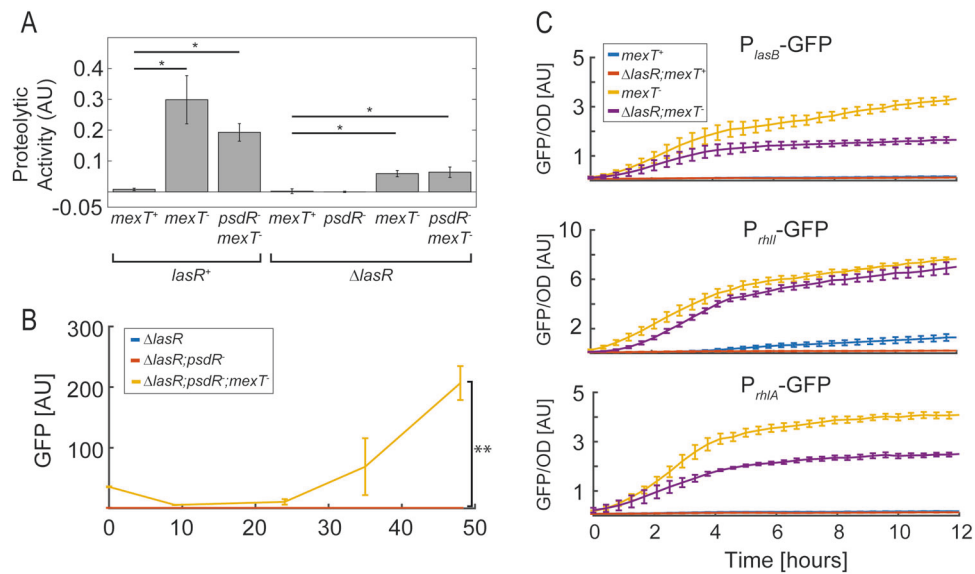 A
Proteolytic
Activity (AU)
0.4
0.3
0.2
0.1
-0.05
*
*
*
*
mexT+ mexT- psdR- mexT- mexT+ psdR- mexT- psdR- mexT-
lasR+ ΔlasR
B
GFP [AU]
300
200
100
ΔlasR
ΔlasR;psdR-
ΔlasR;psdR-;mexT-
**
0 10 20 30 40 50
C
PlasB-GFP
GFP/OD [AU]
5
3
1
mexT+
ΔlasR;mexT+
mexT-
ΔlasR;mexT-
PrhlI-GFP
GFP/OD [AU]
10
6
2
PrhlA-GFP
GFP/OD [AU]
5
3
1
0 2 4 6 8 10 12
Time [hours]